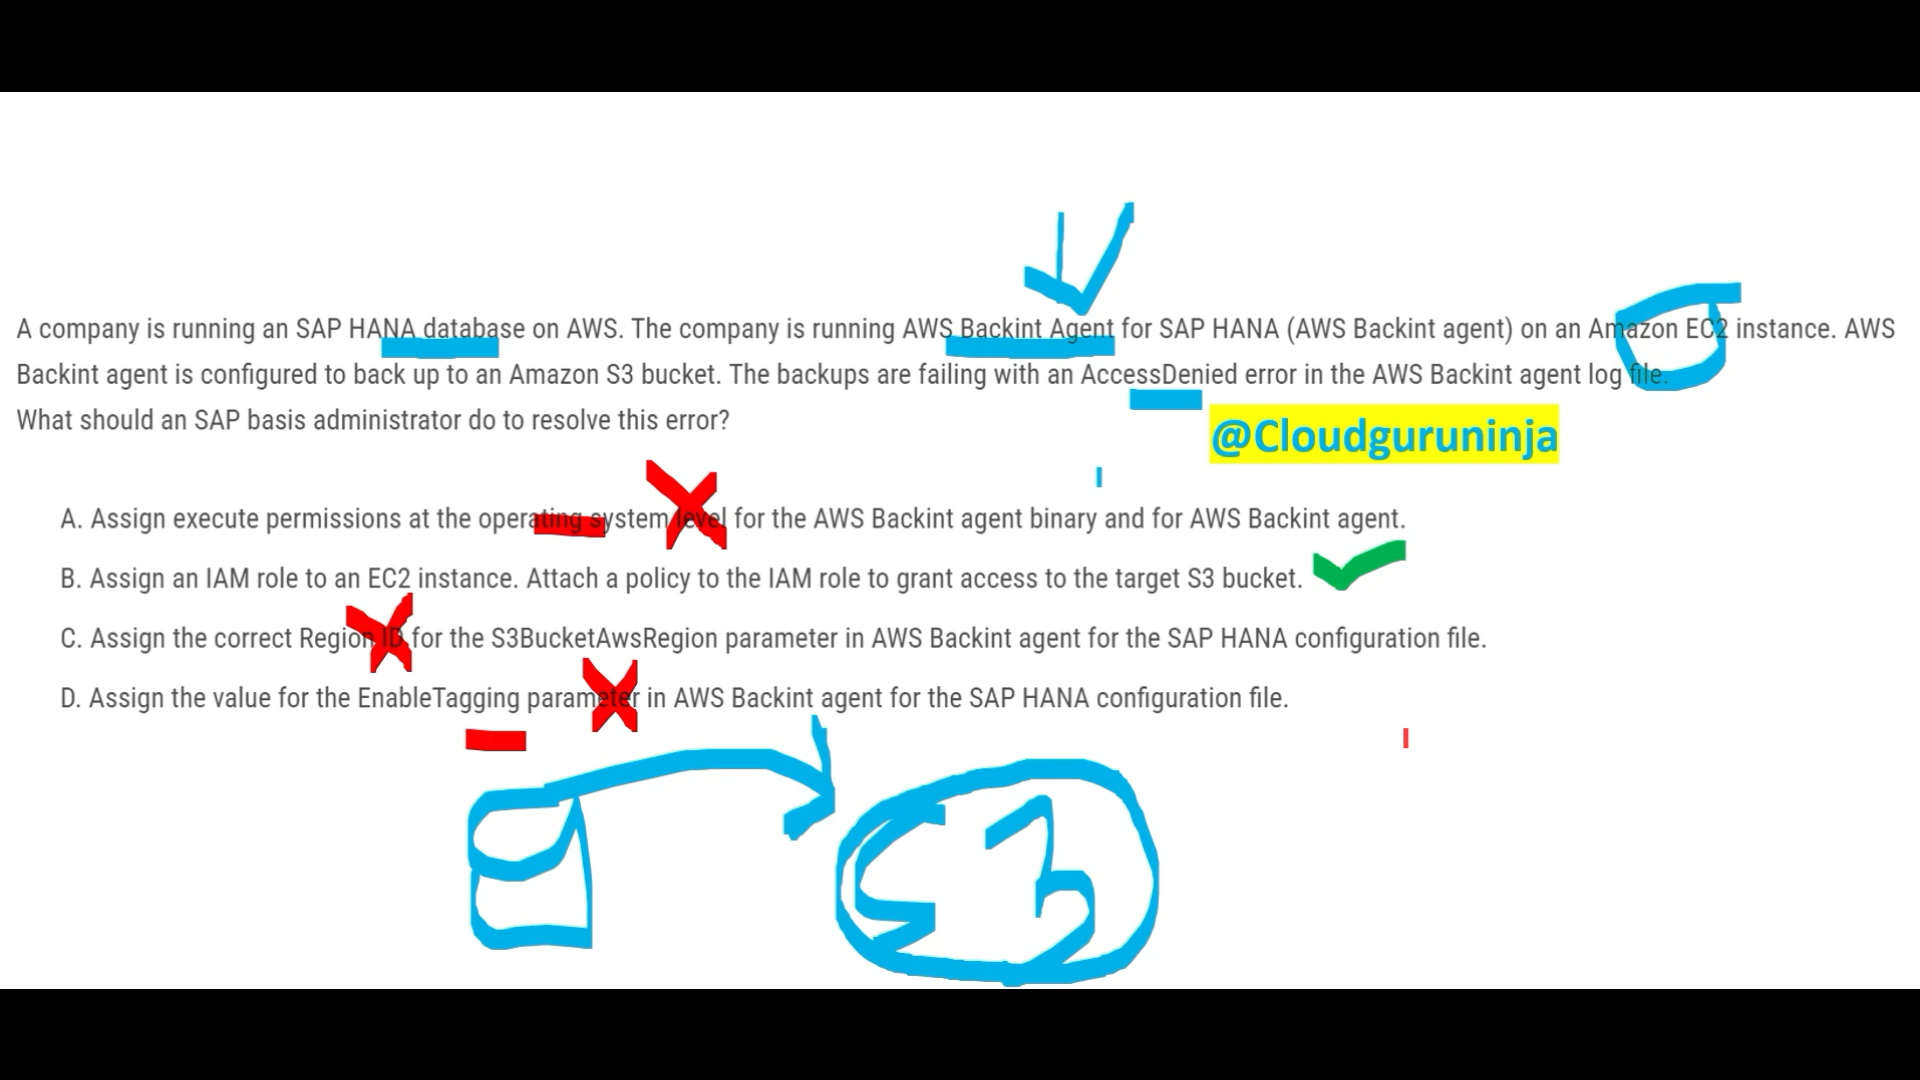 A company is running an SAP HANA database on AWS. The company is running AWS Backint Agent for SAP HANA (AWS Backint agent) on an Amazon EC2 instance. AWS
Backint agent is configured to back up to an Amazon S3 bucket. The backups are failing with an AccessDenied error in the AWS Backint agent log file.
What should an SAP basis administrator do to resolve this error?
@Cloudguruninja
A. Assign execute permissions at the operating system level for the AWS Backint agent binary and for AWS Backint agent.
B. Assign an IAM role to an EC2 instance. Attach a policy to the IAM role to grant access to the target S3 bucket.
C. Assign the correct Region ID for the S3BucketAwsRegion parameter in AWS Backint agent for the SAP HANA configuration file.
D. Assign the value for the EnableTagging parameter in AWS Backint agent for the SAP HANA configuration file.
S3